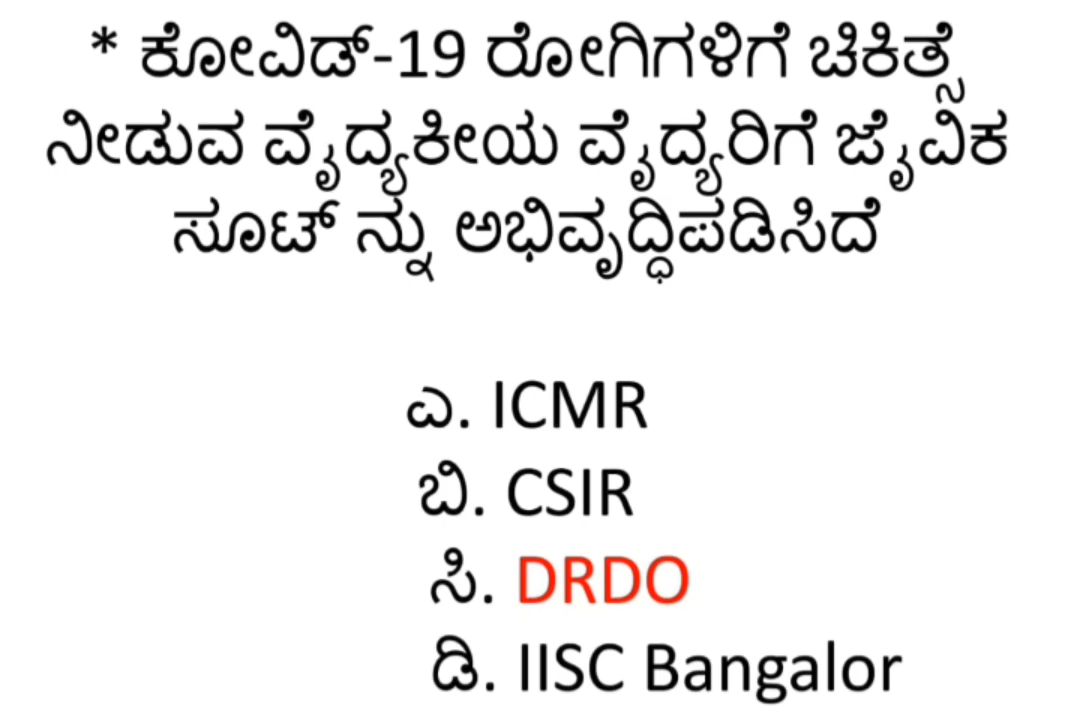 * ಕೋವಿಡ್-19 ರೋಗಿಗಳಿಗೆ ಚಿಕಿತ್ಸೆ
ನೀಡುವ ವೈದ್ಯಕೀಯ ವೈದ್ಯರಿಗೆ ಜೈವಿಕ
ಸೂಟ್ ನ್ನು ಅಭಿವೃದ್ಧಿಪಡಿಸಿದೆ
ಎ. ICMR
ಬಿ. CSIR
ಸಿ. DRDO
ಡಿ. IISC Bangalor